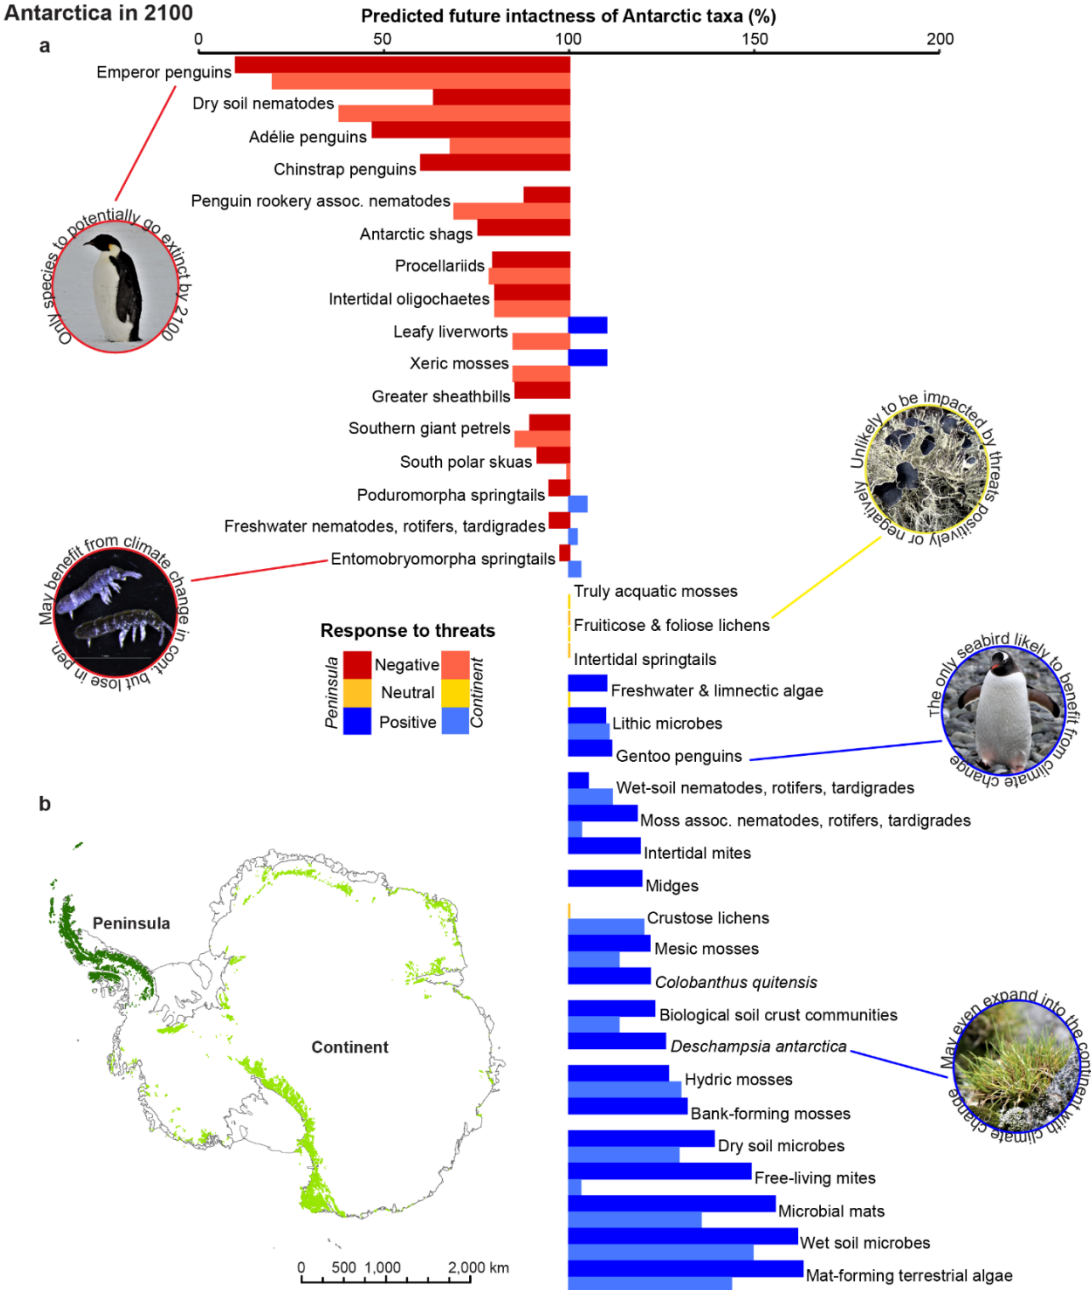 Antarctica in 2100
Predicted future intactness of Antarctic taxa (%)
a
0 50 100 150 200
Emperor penguins
Dry soil nematodes
Adélie penguins
Chinstrap penguins
Penguin rookery assoc. nematodes
Antarctic shags
Procellariids
Intertidal oligochaetes
Leafy liverworts
Xeric mosses
Greater sheathbills
Southern giant petrels
South polar skuas
Poduromorpha springtails
Freshwater nematodes, rotifers, tardigrades
Entomobryomorpha springtails
Only species to potentially go extinct by 2100
May benefit from climate change in cont. but lose in pen.
Unlikely to be impacted by threats positively or negatively
Truly acquatic mosses
Fruiticose & foliose lichens
Intertidal springtails
Response to threats
Peninsula
Negative
Neutral
Positive
Continent
Freshwater & limnectic algae
Lithic microbes
Gentoo penguins
The only seabird likely to benefit from climate change
Wet-soil nematodes, rotifers, tardigrades
Moss assoc. nematodes, rotifers, tardigrades
Intertidal mites
Midges
Crustose lichens
Mesic mosses
Colobanthus quitensis
Biological soil crust communities
Deschampsia antarctica
May even expand into the continent with climate change
Hydric mosses
Bank-forming mosses
Dry soil microbes
Free-living mites
Microbial mats
Wet soil microbes
Mat-forming terrestrial algae
b
Peninsula
Continent
0 500 1,000 2,000 km